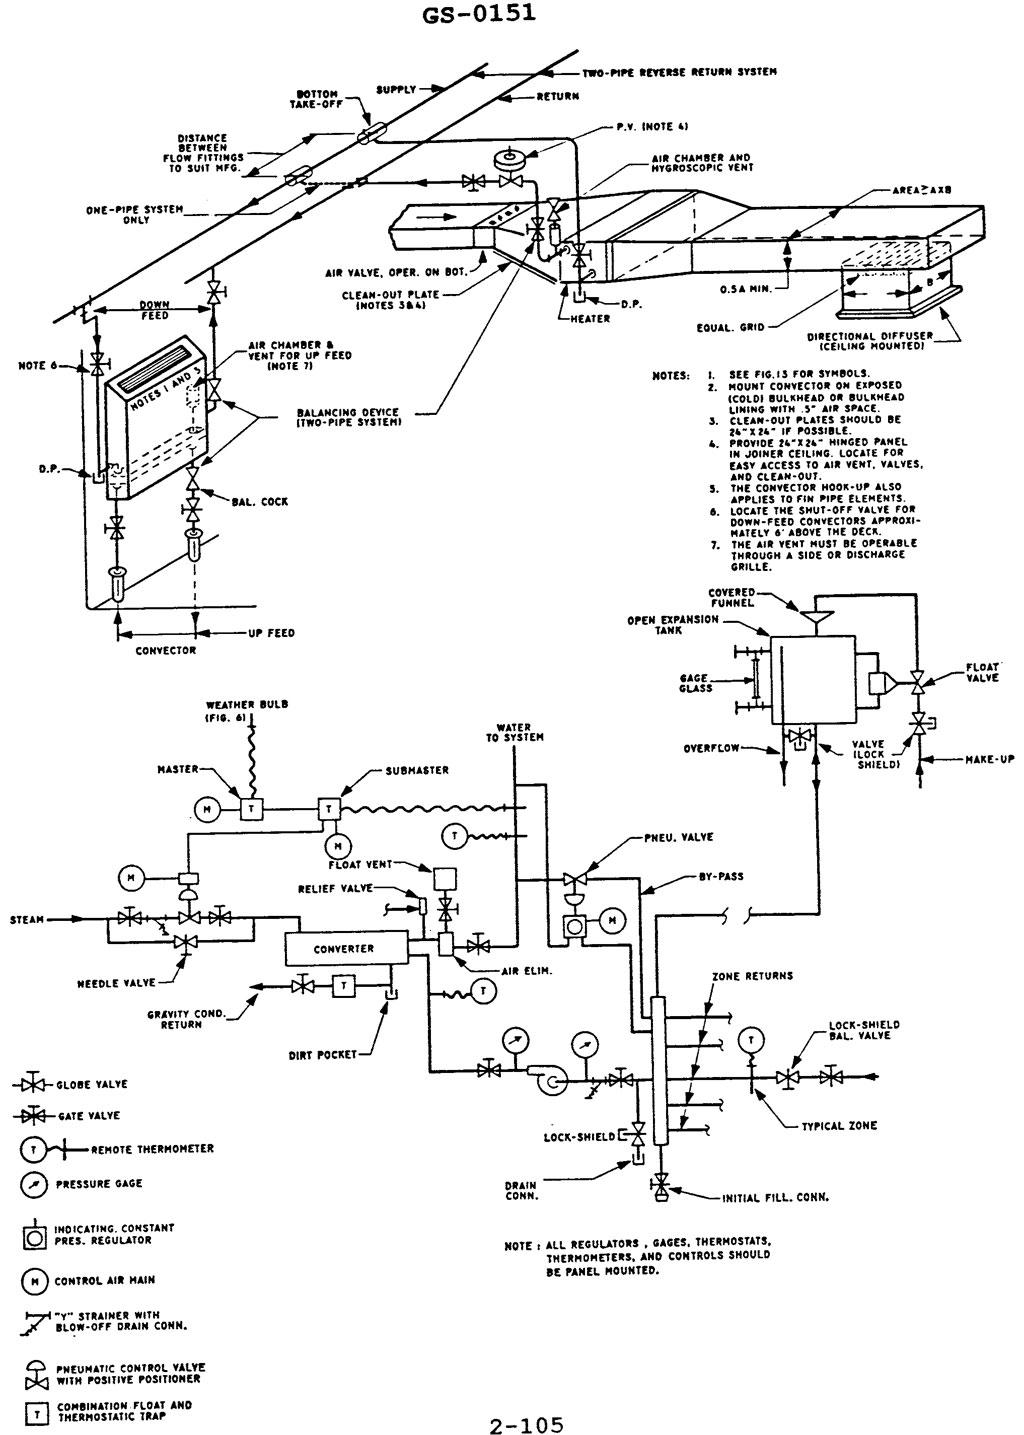 GS-0151
TWO-PIPE REVERSE RETURN SYSTEM
SUPPLY
RETURN
BOTTOM
TAKE-OFF
P.V. (NOTE 4)
DISTANCE
BETWEEN
FLOW FITTINGS
TO SUIT MFG.
AIR CHAMBER AND
HYGROSCOPIC VENT
AREA ≥ AXB
ONE-PIPE SYSTEM
ONLY
AIR VALVE, OPER. ON BOT.
CLEAN-OUT PLATE
(NOTES 3&4)
D.P.
HEATER
0.5A MIN.
A
B
EQUAL. GRID
DIRECTIONAL DIFFUSER
(CEILING MOUNTED)
DOWN
FEED
NOTE 6
AIR CHAMBER &
VENT FOR UP FEED
(NOTE 7)
NOTES 1 AND 5
BALANCING DEVICE
(TWO-PIPE SYSTEM)
D.P.
BAL. COCK
UP FEED
CONVECTOR
NOTES: 1. SEE FIG.13 FOR SYMBOLS.
2. MOUNT CONVECTOR ON EXPOSED
(COLD) BULKHEAD OR BULKHEAD
LINING WITH .5" AIR SPACE.
3. CLEAN-OUT PLATES SHOULD BE
24"X24" IF POSSIBLE.
4. PROVIDE 24"X24" HINGED PANEL
IN JOINER CEILING. LOCATE FOR
EASY ACCESS TO AIR VENT, VALVES,
AND CLEAN-OUT.
5. THE CONVECTOR HOOK-UP ALSO
APPLIES TO FIN PIPE ELEMENTS.
6. LOCATE THE SHUT-OFF VALVE FOR
DOWN-FEED CONVECTORS APPROXI-
MATELY 6' ABOVE THE DECK.
7. THE AIR VENT MUST BE OPERABLE
THROUGH A SIDE OR DISCHARGE
GRILLE.
COVERED
FUNNEL
OPEN EXPANSION
TANK
GAGE
GLASS
FLOAT
VALVE
OVERFLOW
VALVE
(LOCK
SHIELD)
MAKE-UP
WEATHER BULB
(FIG. 6)
WATER
TO SYSTEM
MASTER
SUBMASTER
M
T
T
M
T
FLOAT VENT
PNEU. VALVE
M
RELIEF VALVE
BY-PASS
STEAM
M
CONVERTER
NEEDLE VALVE
AIR ELIM.
ZONE RETURNS
T
T
GRAVITY COND.
RETURN
DIRT POCKET
T
LOCK-SHIELD
BAL. VALVE
TYPICAL ZONE
LOCK-SHIELD
DRAIN
CONN.
INITIAL FILL. CONN.
GLOBE VALVE
GATE VALVE
T REMOTE THERMOMETER
PRESSURE GAGE
INDICATING. CONSTANT
PRES. REGULATOR
M CONTROL AIR MAIN
"Y" STRAINER WITH
BLOW-OFF DRAIN CONN.
PNEUMATIC CONTROL VALVE
WITH POSITIVE POSITIONER
T COMBINATION FLOAT AND
THERMOSTATIC TRAP
NOTE : ALL REGULATORS , GAGES, THERMOSTATS,
THERMOMETERS, AND CONTROLS SHOULD
BE PANEL MOUNTED.
2-105